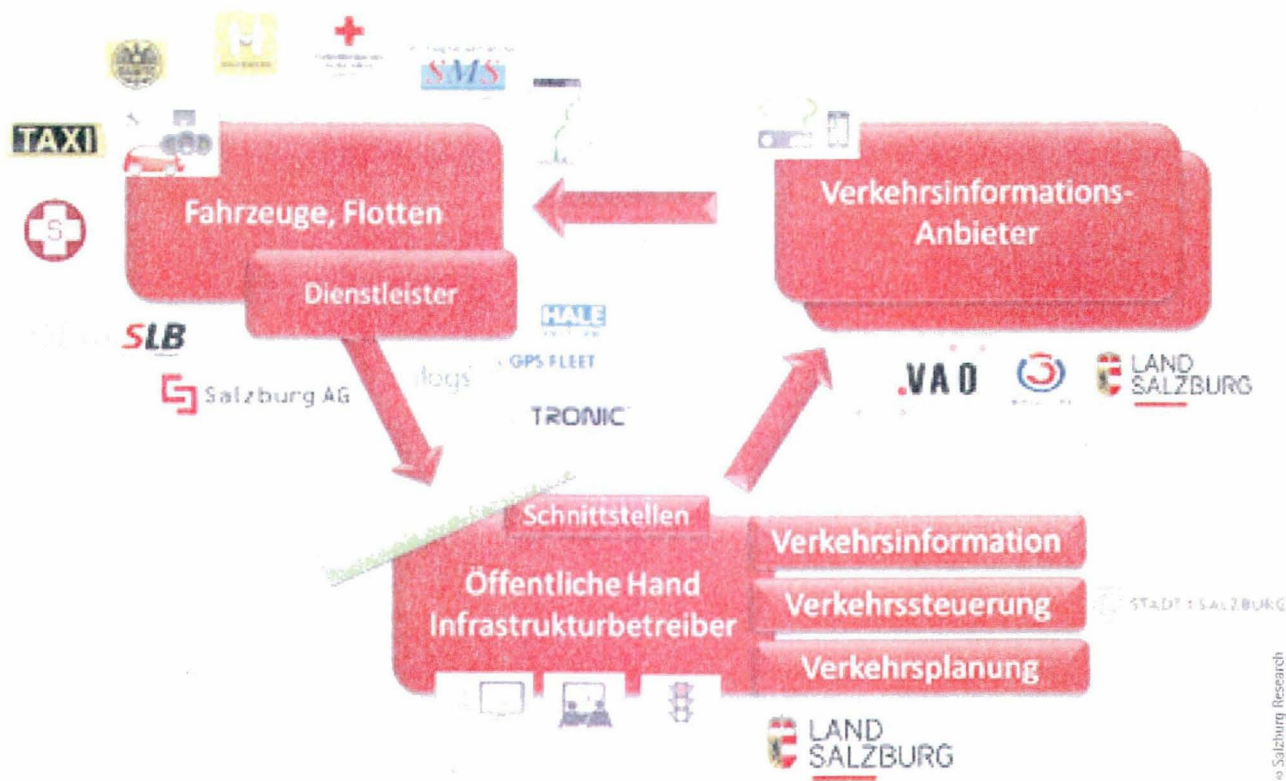 SMS
TAXI
Fahrzeuge, Flotten
S
Dienstleister
Verkehrsinformations-
Anbieter
HALE
GPS FLEET
ilogs
TRONIC
SLB
Salzburg AG
.VAO
LAND
SALZBURG
Schnittstellen
Öffentliche Hand
Infrastrukturbetreiber
Verkehrsinformation
Verkehrssteuerung
Verkehrsplanung
STADT : SALZBURG
LAND
SALZBURG
© Salzburg Research